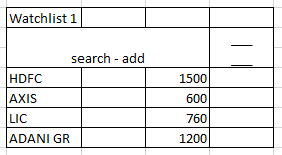 Watchlist 1
search - add
HDFC 1500
AXIS 600
LIC 760
ADANI GR 1200